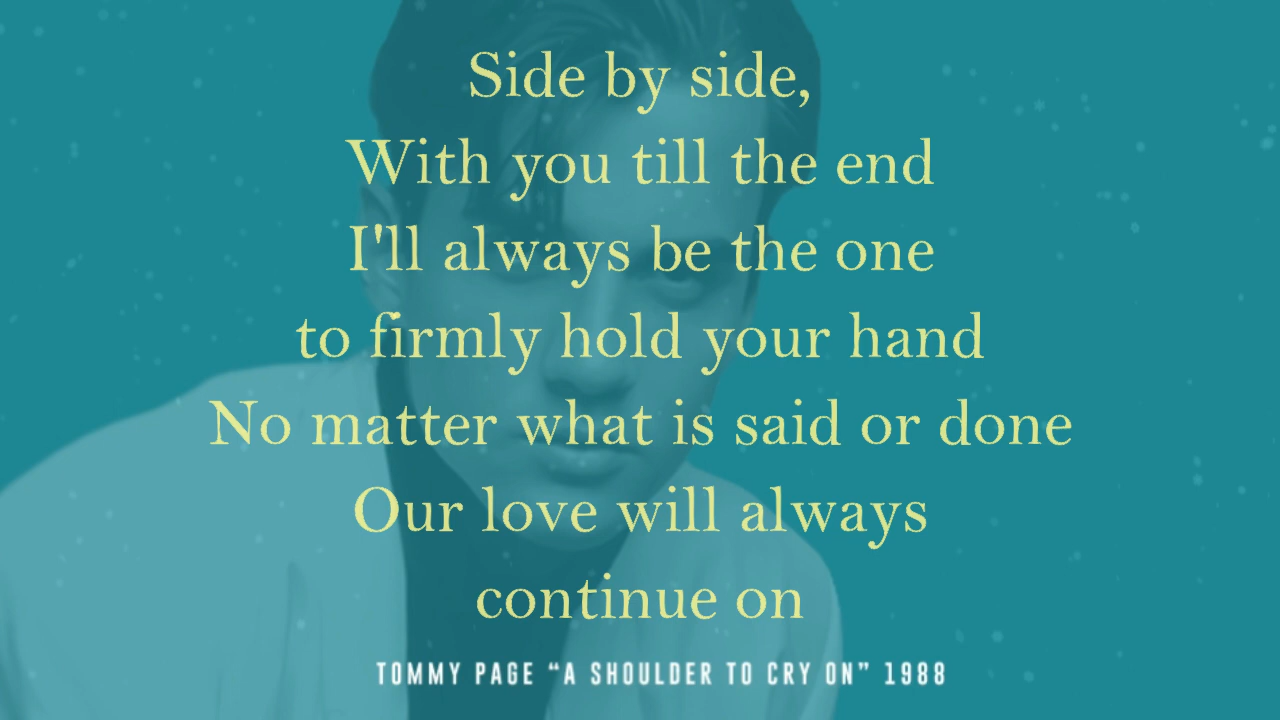 Side by side,
With you till the end
I'll always be the one
to firmly hold your hand
No matter what is said or done
Our love will always
continue on
TOMMY PAGE “A SHOULDER TO CRY ON” 1988